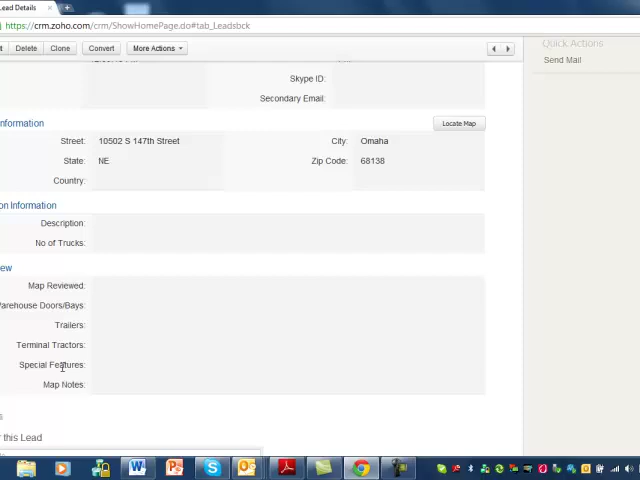 Lead Details
https://crm.zoho.com/crm/ShowHomePage.do#tab_Leadsbck
Delete Clone Convert More Actions
Quick Actions
Send Mail
Skype ID:
Secondary Email:
Information
Locate Map
Street: 10502 S 147th Street City: Omaha
State: NE Zip Code: 68138
Country:
on Information
Description:
No of Trucks:
ew
Map Reviewed:
Warehouse Doors/Bays:
Trailers:
Terminal Tractors:
Special Features:
Map Notes:
s
r this Lead